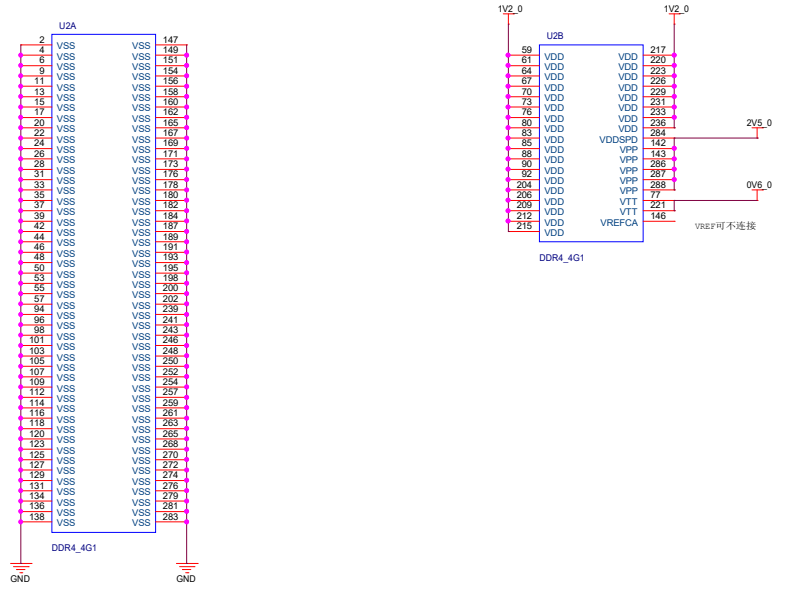 U2A
2 VSS VSS 147
4 VSS VSS 149
6 VSS VSS 151
9 VSS VSS 154
11 VSS VSS 156
13 VSS VSS 158
15 VSS VSS 160
17 VSS VSS 162
20 VSS VSS 165
22 VSS VSS 167
24 VSS VSS 169
26 VSS VSS 171
28 VSS VSS 173
31 VSS VSS 176
33 VSS VSS 178
35 VSS VSS 180
37 VSS VSS 182
39 VSS VSS 184
42 VSS VSS 187
44 VSS VSS 189
46 VSS VSS 191
48 VSS VSS 193
50 VSS VSS 195
53 VSS VSS 198
55 VSS VSS 200
57 VSS VSS 202
94 VSS VSS 239
96 VSS VSS 241
98 VSS VSS 243
101 VSS VSS 246
103 VSS VSS 248
105 VSS VSS 250
107 VSS VSS 252
109 VSS VSS 254
112 VSS VSS 257
114 VSS VSS 259
116 VSS VSS 261
118 VSS VSS 263
120 VSS VSS 265
123 VSS VSS 268
125 VSS VSS 270
127 VSS VSS 272
129 VSS VSS 274
131 VSS VSS 276
134 VSS VSS 279
136 VSS VSS 281
138 VSS VSS 283
DDR4_4G1
GND GND
1V2_0 1V2_0
U2B
59 VDD VDD 217
61 VDD VDD 220
64 VDD VDD 223
67 VDD VDD 226
70 VDD VDD 229
73 VDD VDD 231
76 VDD VDD 233
80 VDD VDD 236
83 VDD VDDSPD 284 2V5_0
85 VDD VPP 142
88 VDD VPP 143
90 VDD VPP 286
92 VDD VPP 287
204 VDD VPP 288
206 VDD VTT 77 0V6_0
209 VDD VTT 221
212 VDD VREFCA 146
215 VDD
VREF可不连接
DDR4_4G1